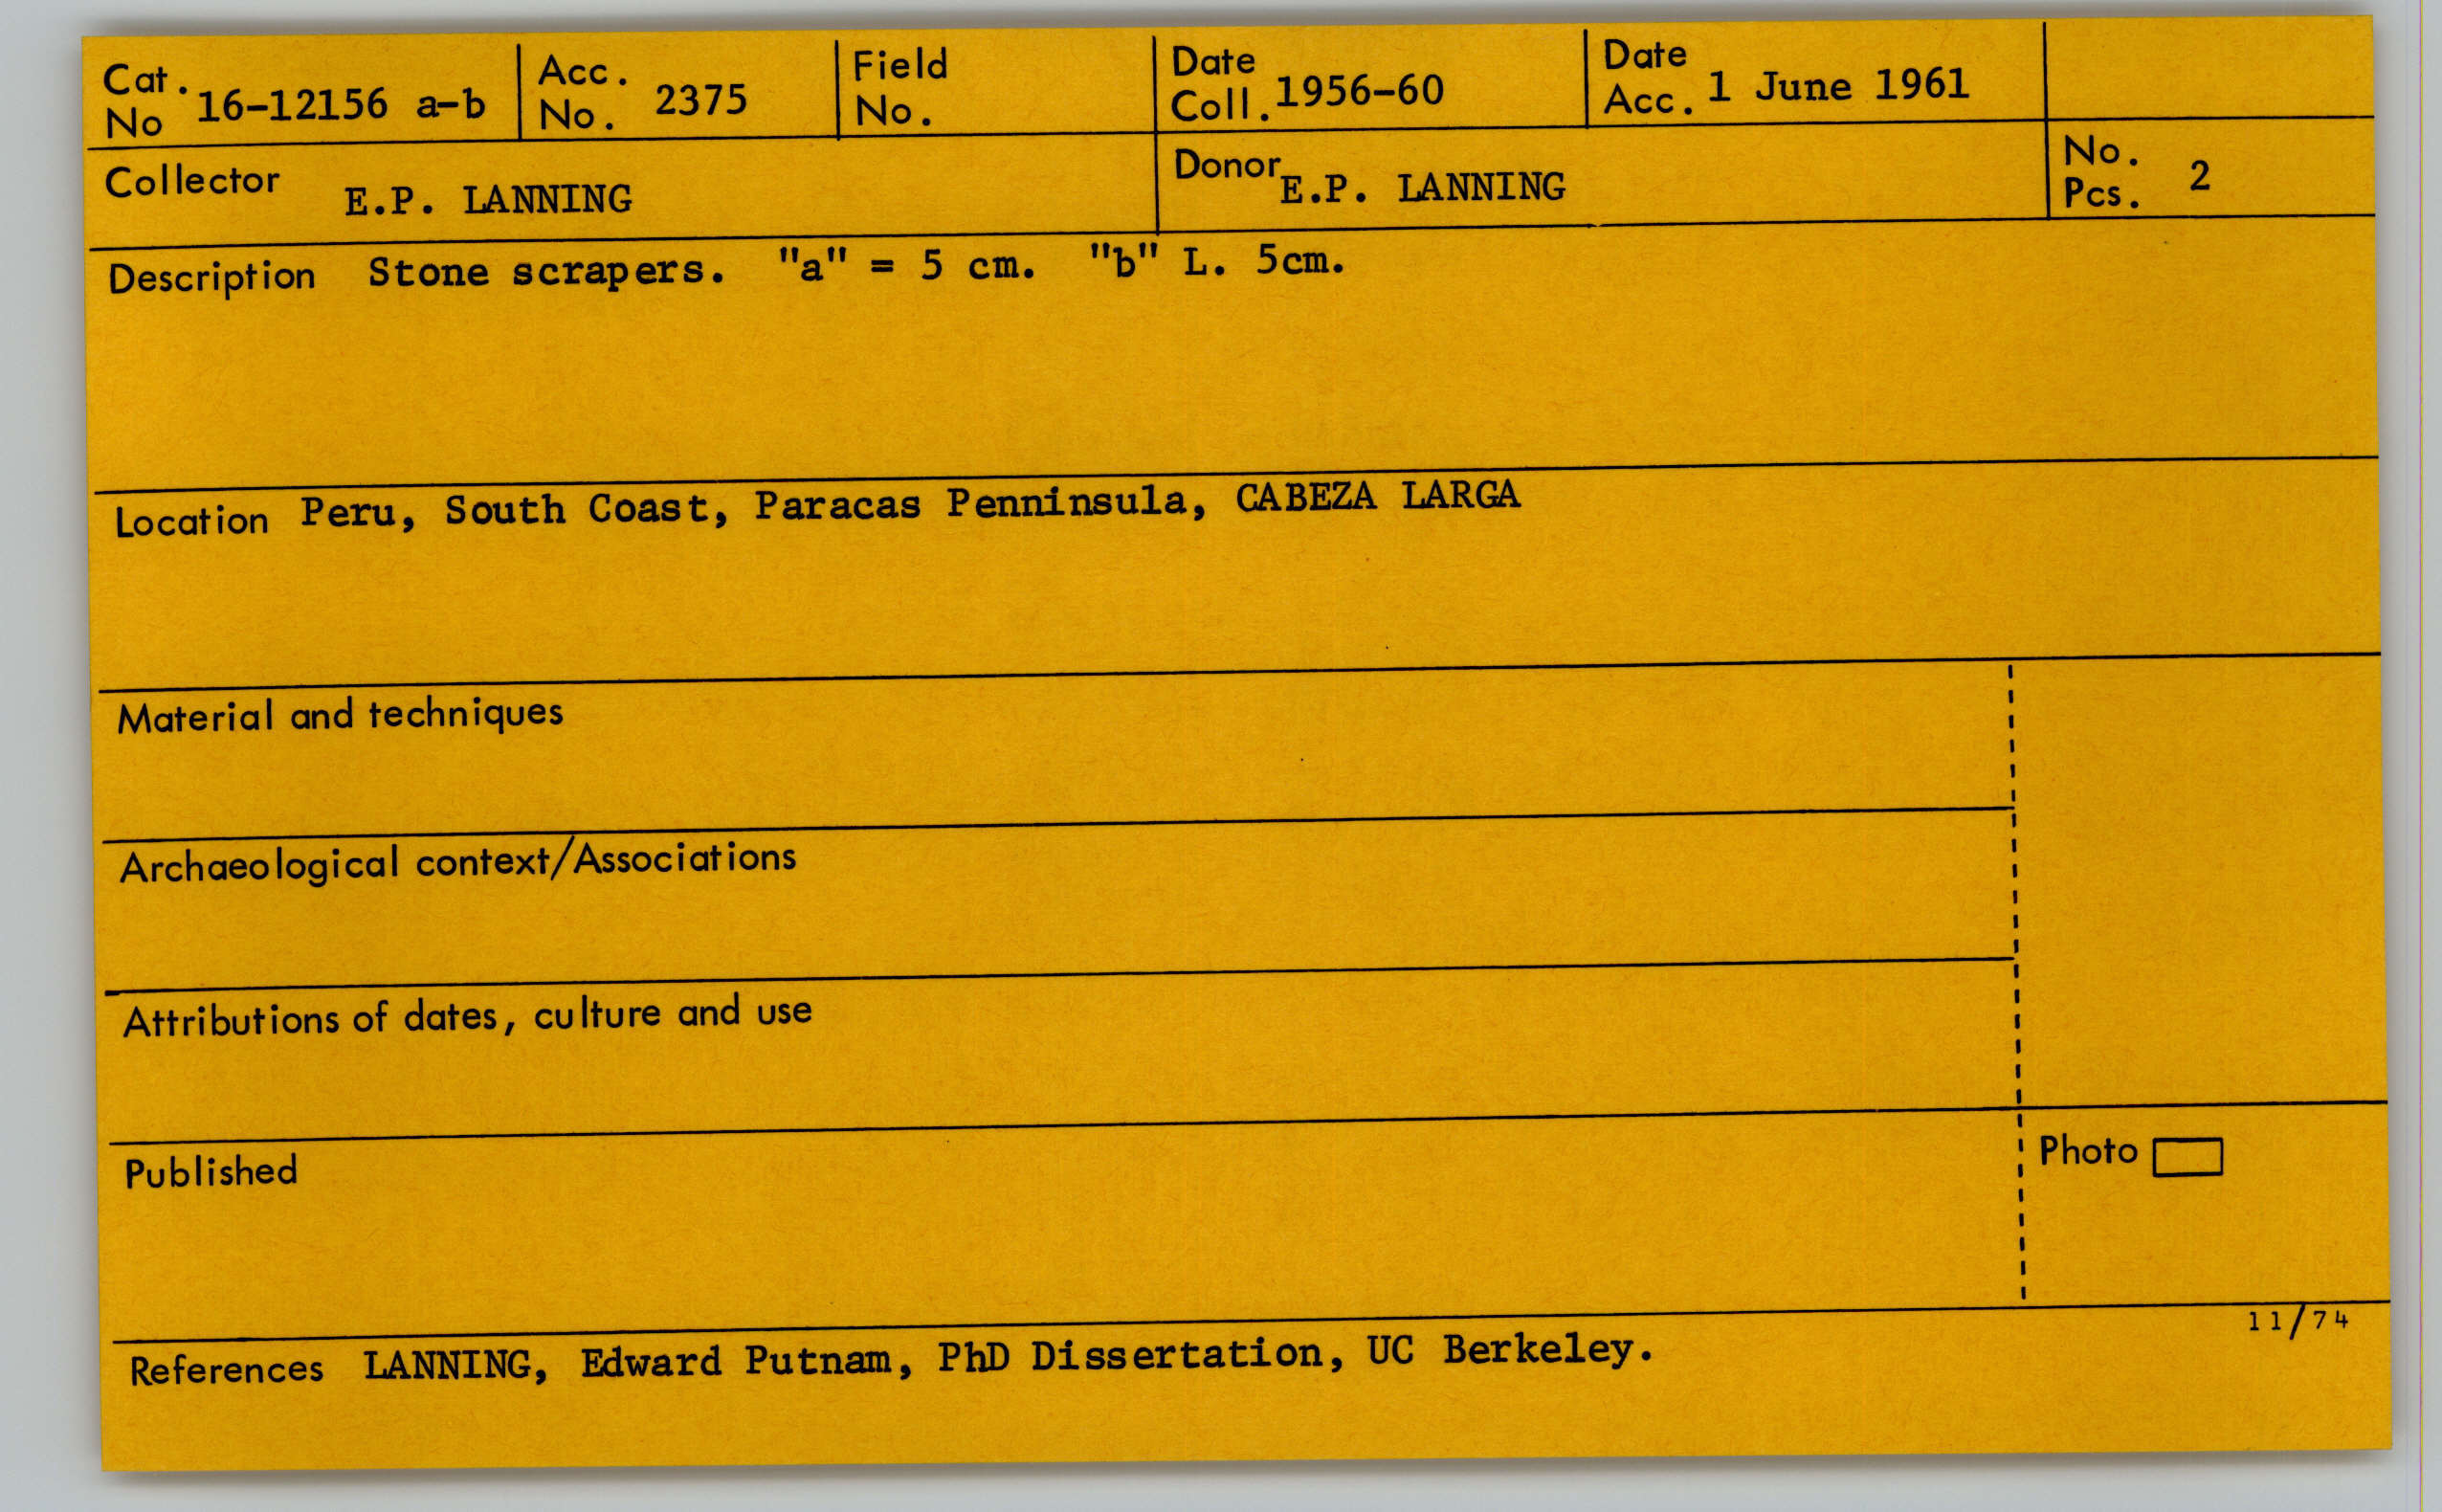 Cat. No 16-12156 a-b Acc. No. 2375 Field No. Date Coll. 1956-60 Date Acc. 1 June 1961
Collector E.P. LANNING Donor E.P. LANNING No. Pcs. 2
Description Stone scrapers. "a" = 5 cm. "b" L. 5cm.
Location Peru, South Coast, Paracas Penninsula, CABEZA LARGA
Material and techniques
Archaeological context/Associations
Attributions of dates, culture and use
Published Photo
11/74
References LANNING, Edward Putnam, PhD Dissertation, UC Berkeley.